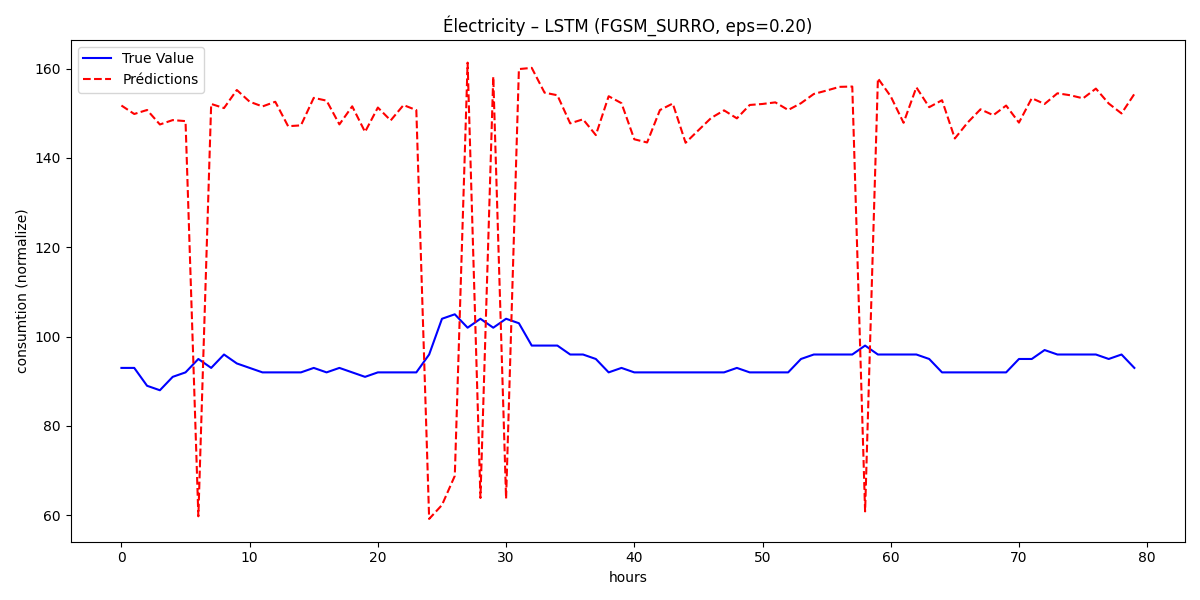 Électricity – LSTM (FGSM_SURRO, eps=0.20)
True Value
Prédictions
consumtion (normalize)
160
140
120
100
80
60
0 10 20 30 40 50 60 70 80
hours